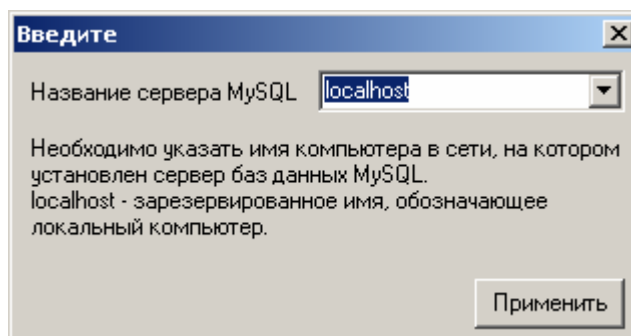 Введите
Название сервера MySQL localhost
Необходимо указать имя компьютера в сети, на котором
установлен сервер баз данных MySQL.
localhost - зарезервированное имя, обозначающее
локальный компьютер.
Применить